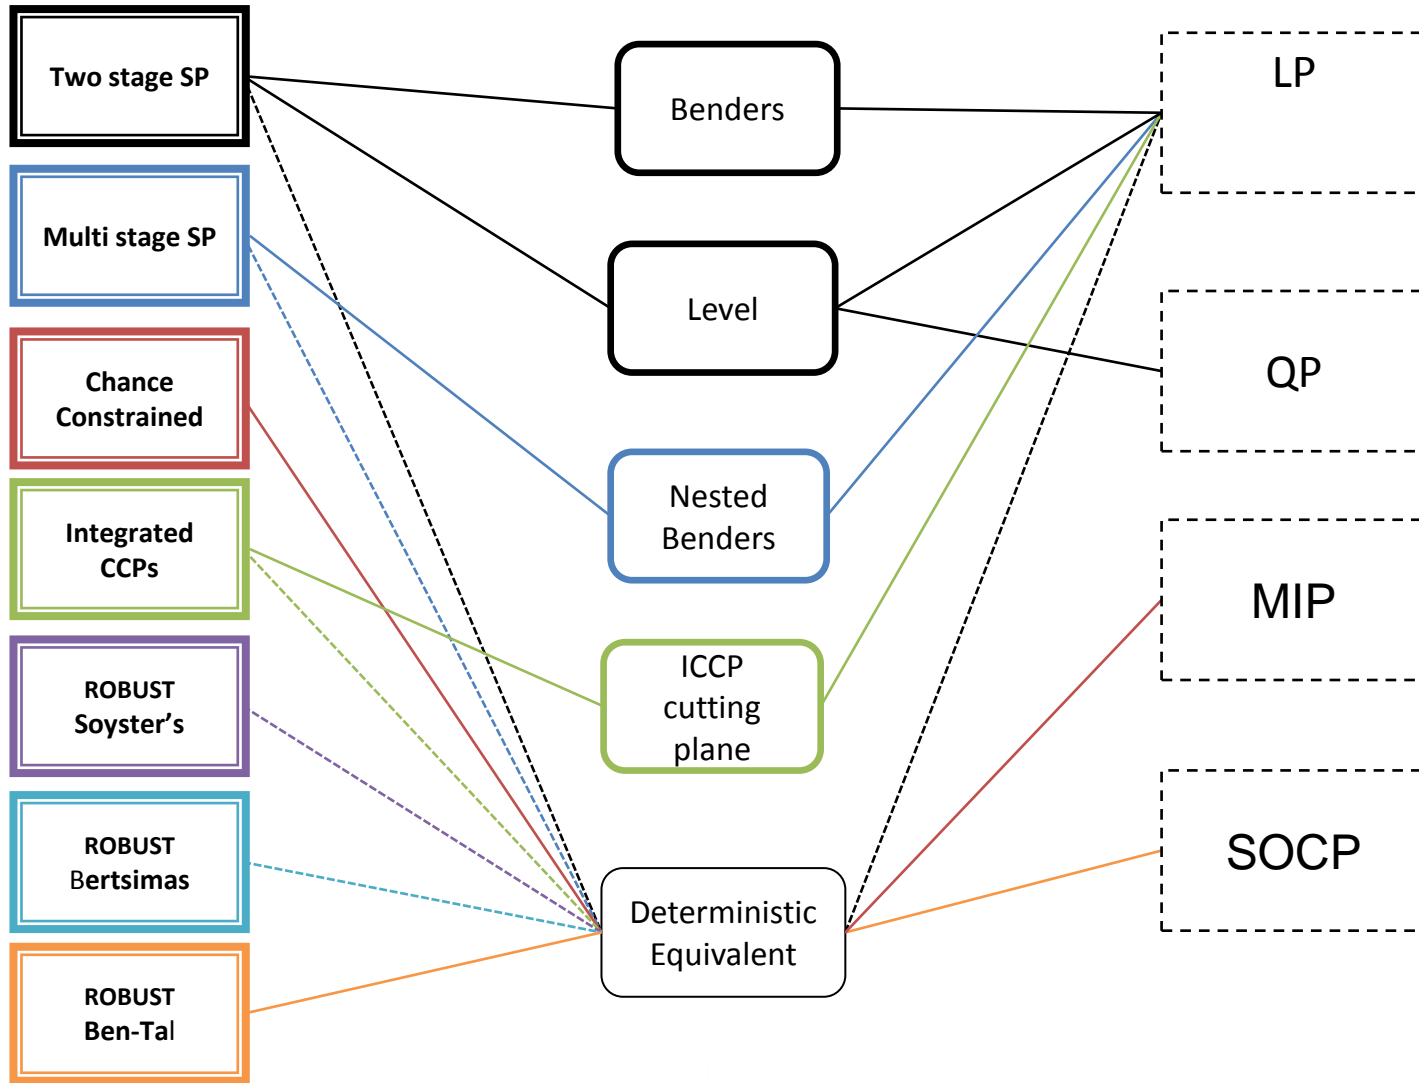 Two stage SP
Multi stage SP
Chance
Constrained
Integrated
CCPs
ROBUST
Soyster’s
ROBUST
Bertsimas
ROBUST
Ben-Tal
Benders
Level
Nested
Benders
ICCP
cutting
plane
Deterministic
Equivalent
LP
QP
MIP
SOCP